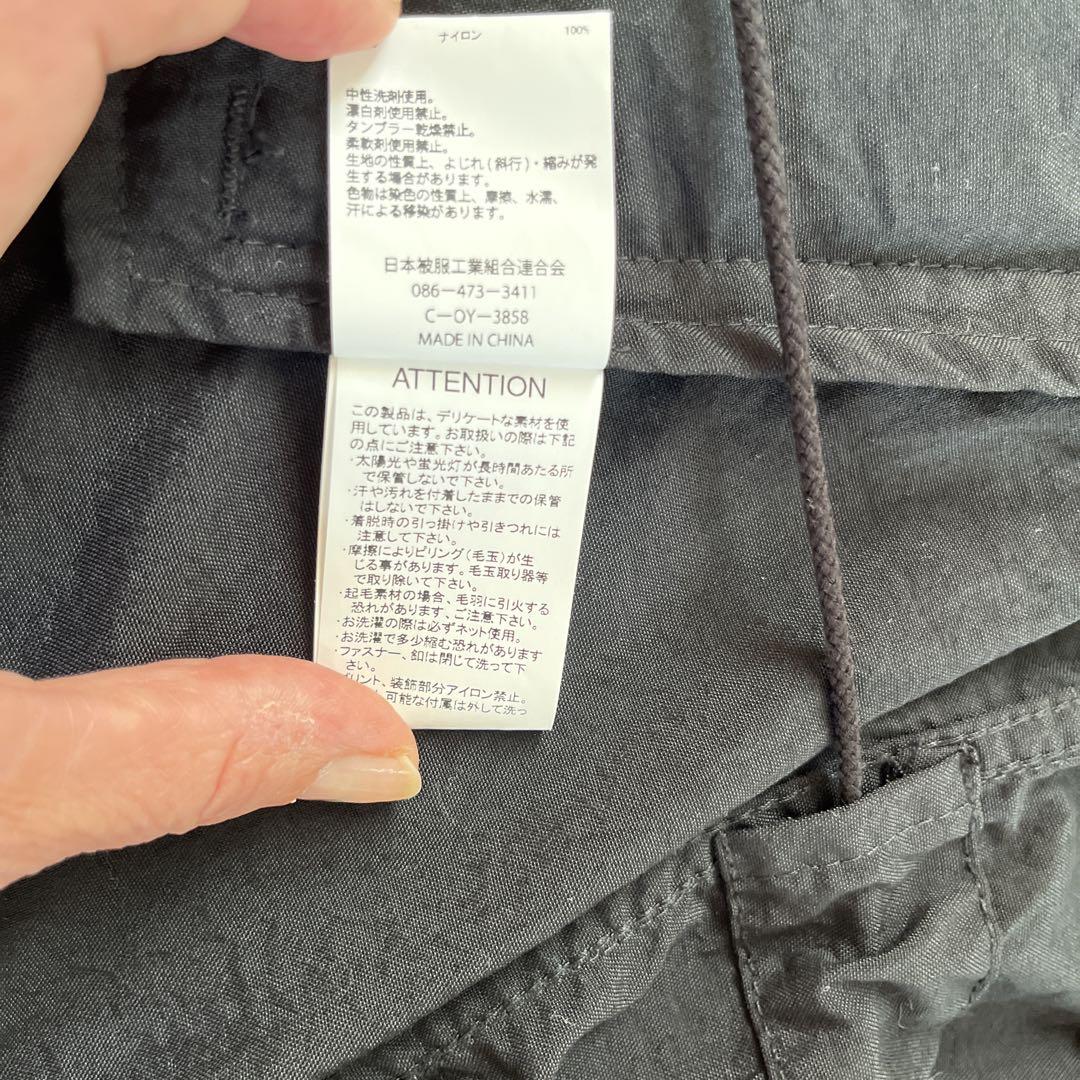 ナイロン 100%
中性洗剤使用。
漂白剤使用禁止。
タンブラー乾燥禁止。
柔軟剤使用禁止。
生地の性質上、よじれ(斜行)・縮みが発
生する場合があります。
色物は染色の性質上、摩擦、水濡、
汗による移染があります。
日本被服工業組合連合会
086-473-3411
C-OY-3858
MADE IN CHINA
ATTENTION
この製品は、デリケートな素材を使
用しています。お取扱いの際は下記
の点にご注意下さい。
・太陽光や蛍光灯が長時間あたる所
で保管しないで下さい。
・汗や汚れを付着したままでの保管
はしないで下さい。
・着脱時の引っ掛けや引きつれには
注意して下さい。
・摩擦によりピリング(毛玉)が生
じる事があります。毛玉取り器等
で取り除いて下さい。
・起毛素材の場合、毛羽に引火する
恐れがあります、ご注意下さい。
・お洗濯の際は必ずネット使用。
・お洗濯で多少縮む恐れがあります
・ファスナー、釦は閉じて洗って下
さい。
リント、装飾部分アイロン禁止。
可能な付属は外して洗っ